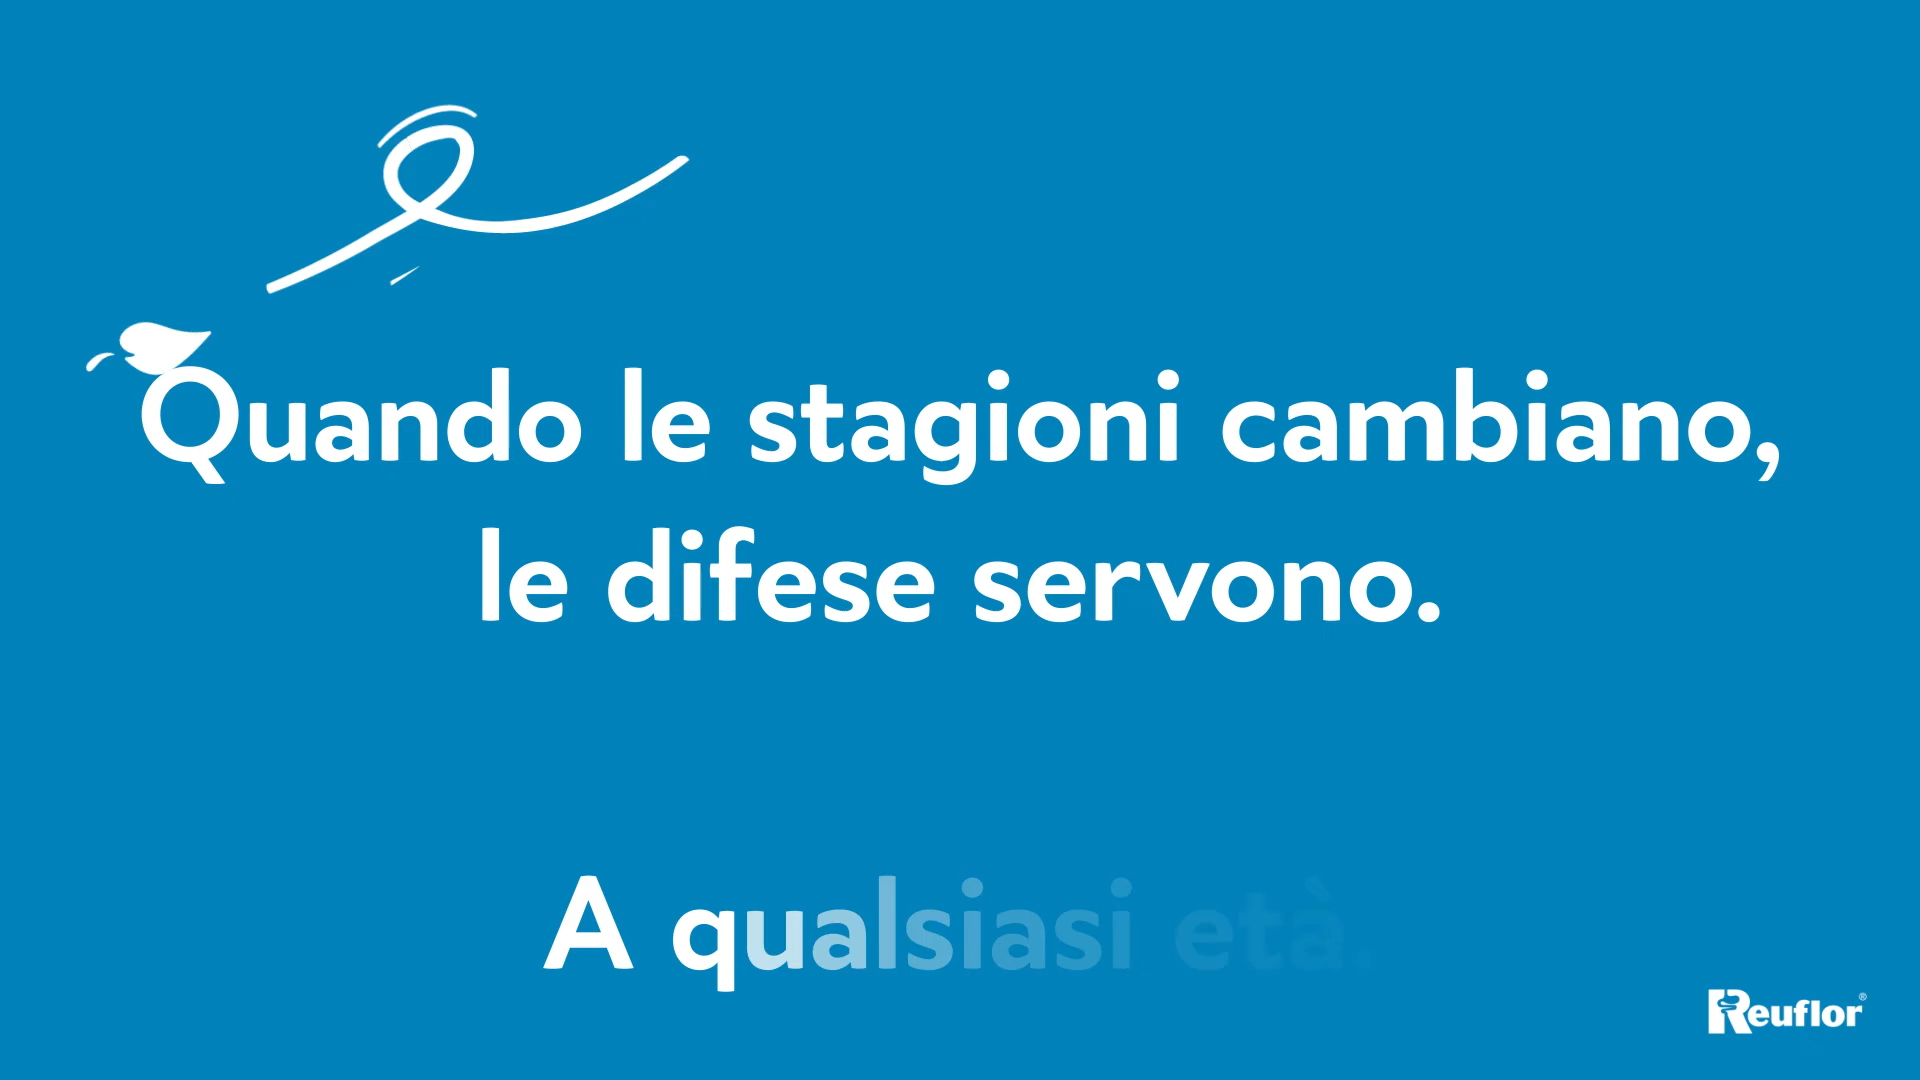 Quando le stagioni cambiano,
le difese servono.
A qualsiasi età.
Reuflor®